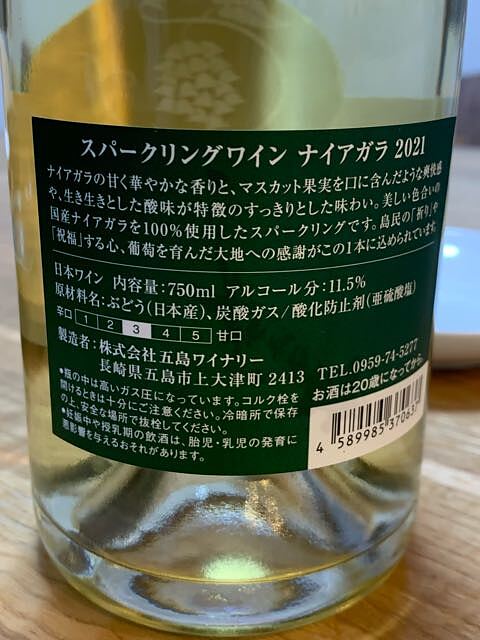 スパークリングワイン ナイアガラ 2021
ナイアガラの甘く華やかな香りと、マスカット果実を口に含んだような爽快感
や、生き生きとした酸味が特徴のすっきりとした味わい。美しい色合いの
国産ナイアガラを100%使用したスパークリングです。島民の「祈り」や
「祝福」する心、葡萄を育んだ大地への感謝がこの1本に込められています。
日本ワイン 内容量:750ml アルコール分:11.5%
原材料名:ぶどう(日本産)、炭酸ガス/酸化防止剤(亜硫酸塩)
辛口 1 2 3 4 5 甘口
製造者:株式会社 五島ワイナリー
長崎県五島市上大津町 2413
TEL.0959-74-5277
お酒は20歳になってから。
●瓶の中は高いガス圧になっています。コルク栓を
開けるときは十分にご注意ください。冷暗所で保存
の上、安全な場所で抜栓してください。
●妊娠中や授乳期の飲酒は、胎児・乳児の発育に
悪影響を与えるおそれがあります。
4 589985 37063